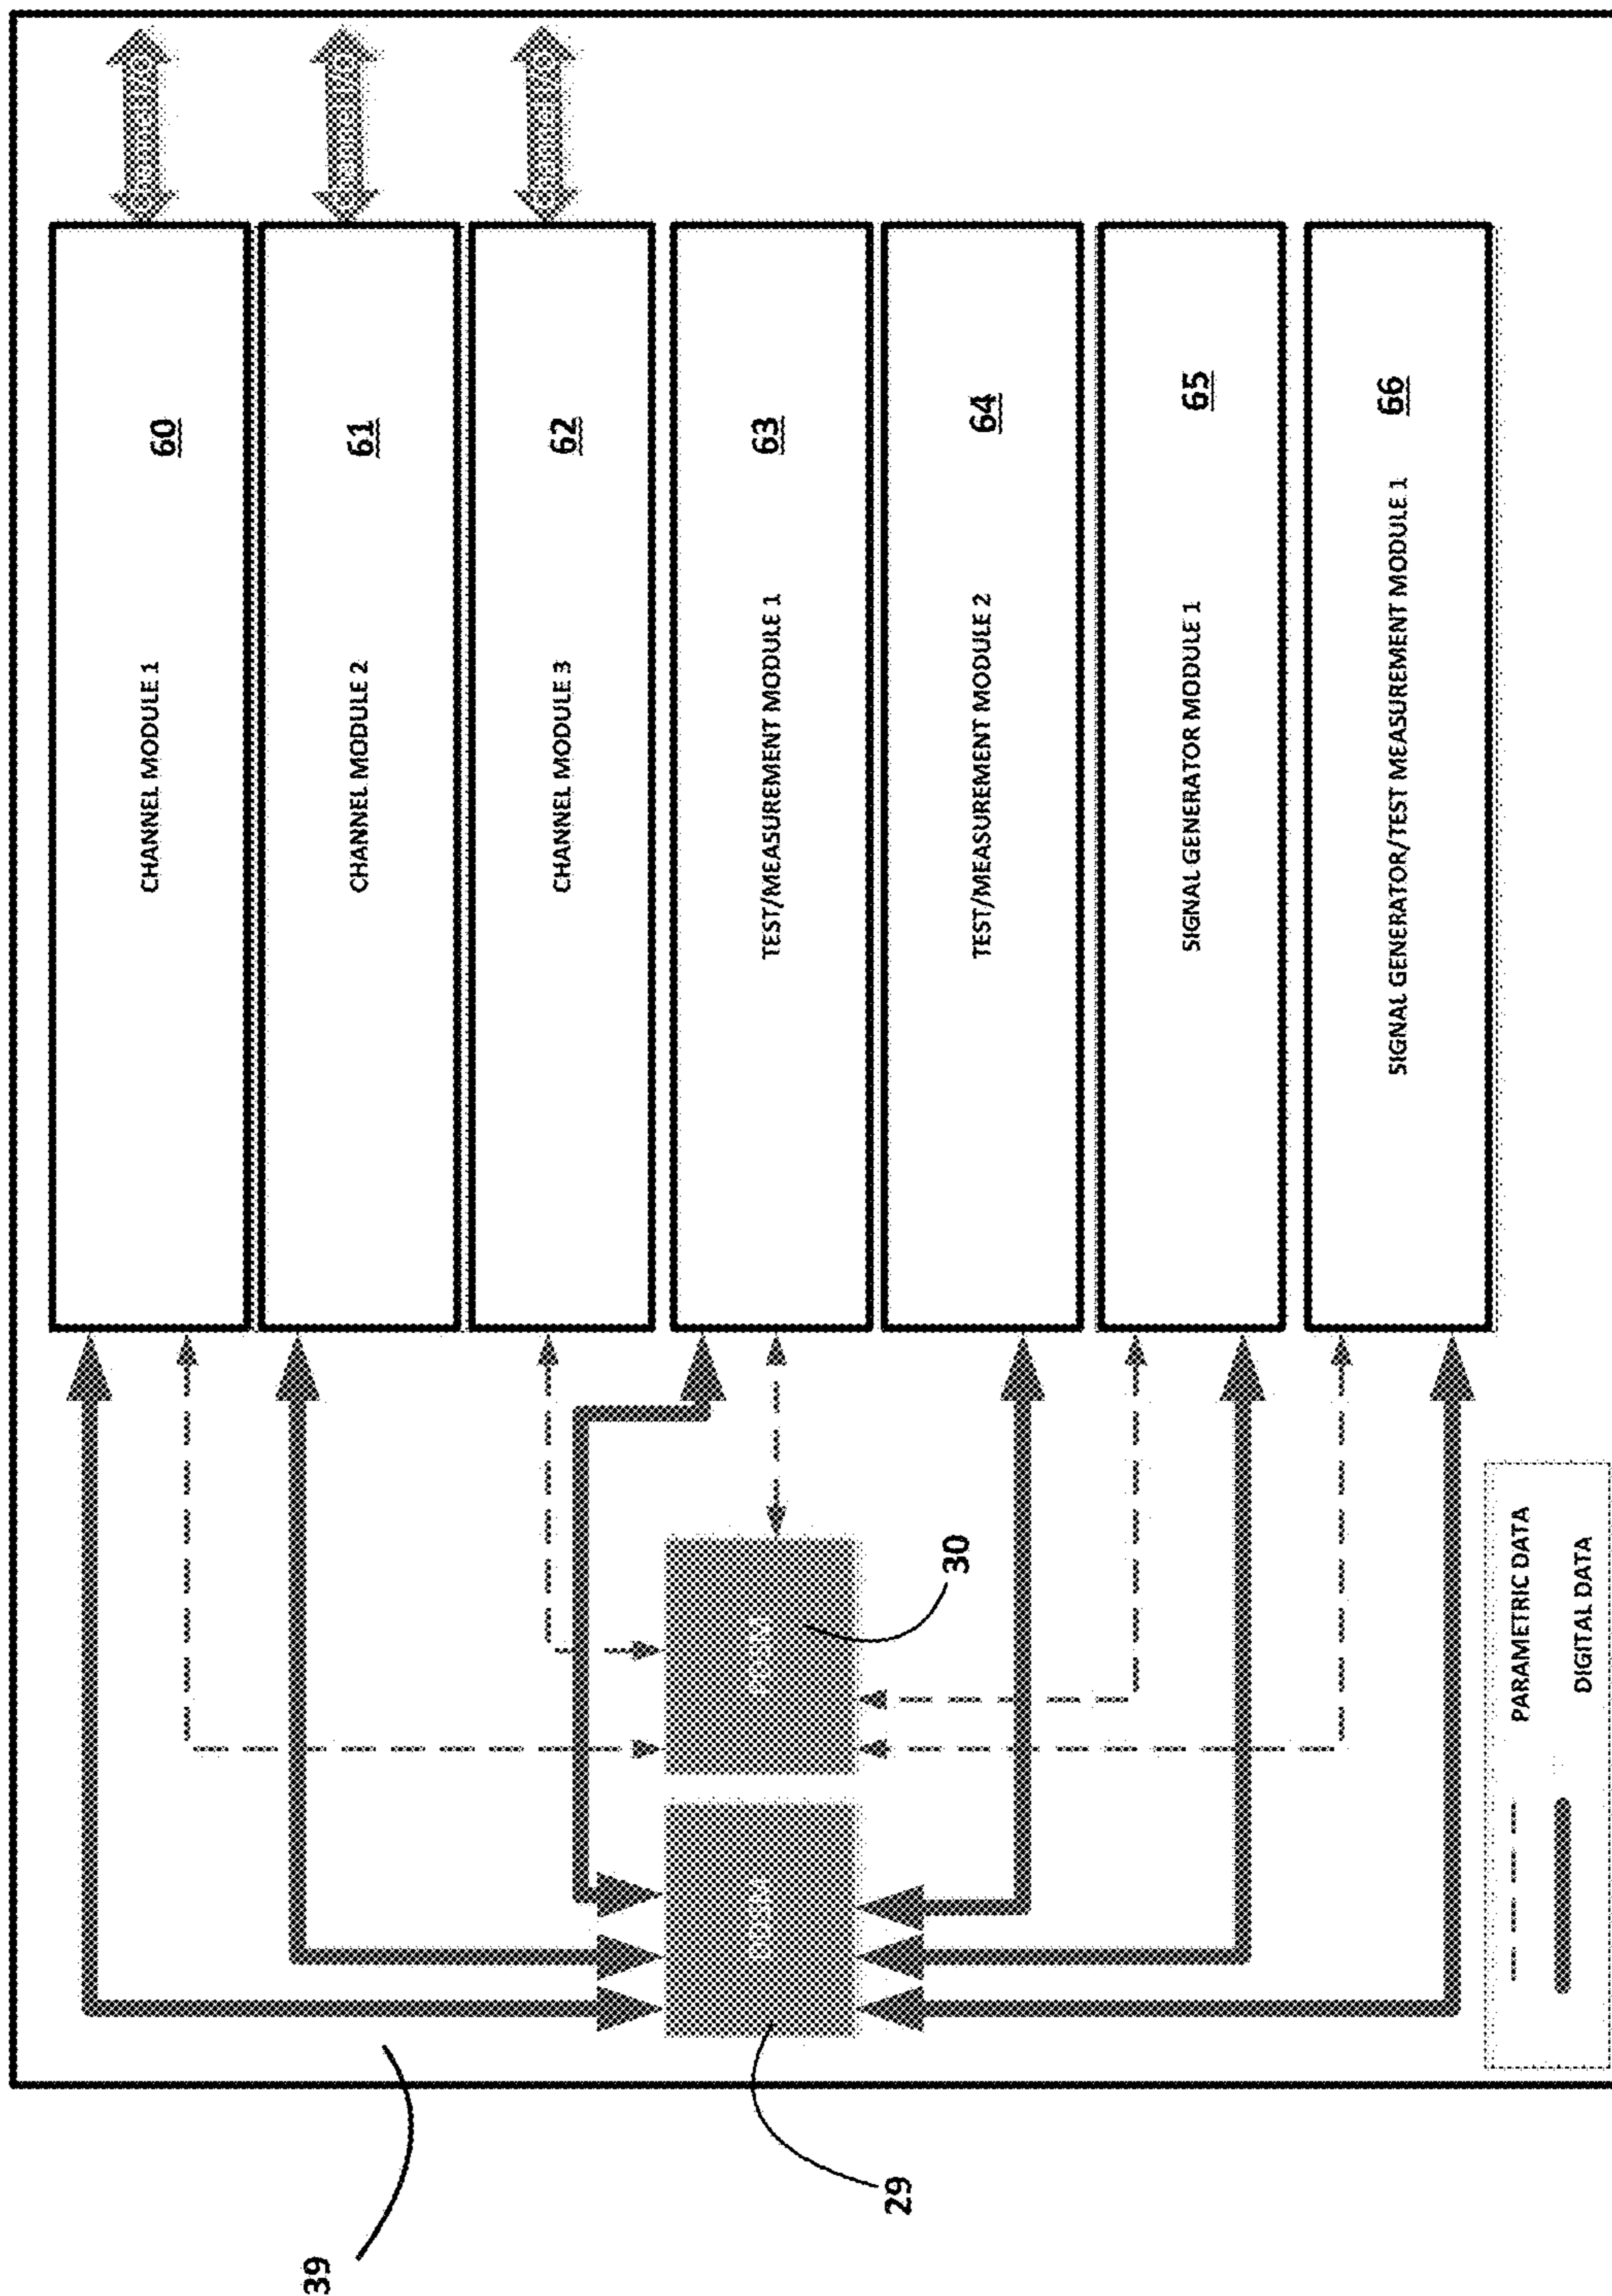 39
29
30
CHANNEL MODULE 1
60
CHANNEL MODULE 2
61
CHANNEL MODULE 3
62
TEST/MEASUREMENT MODULE 1
63
TEST/MEASUREMENT MODULE 2
64
SIGNAL GENERATOR MODULE 1
65
SIGNAL GENERATOR/TEST MEASUREMENT MODULE 1
66
PARAMETRIC DATA
DIGITAL DATA